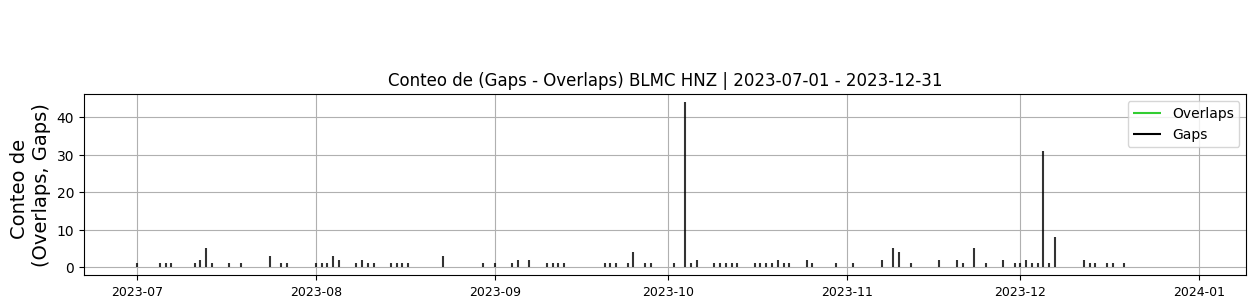 Conteo de (Gaps - Overlaps) BLMC HNZ | 2023-07-01 - 2023-12-31
Conteo de
(Overlaps, Gaps)
40
30
20
10
0
Overlaps
Gaps
2023-07
2023-08
2023-09
2023-10
2023-11
2023-12
2024-01